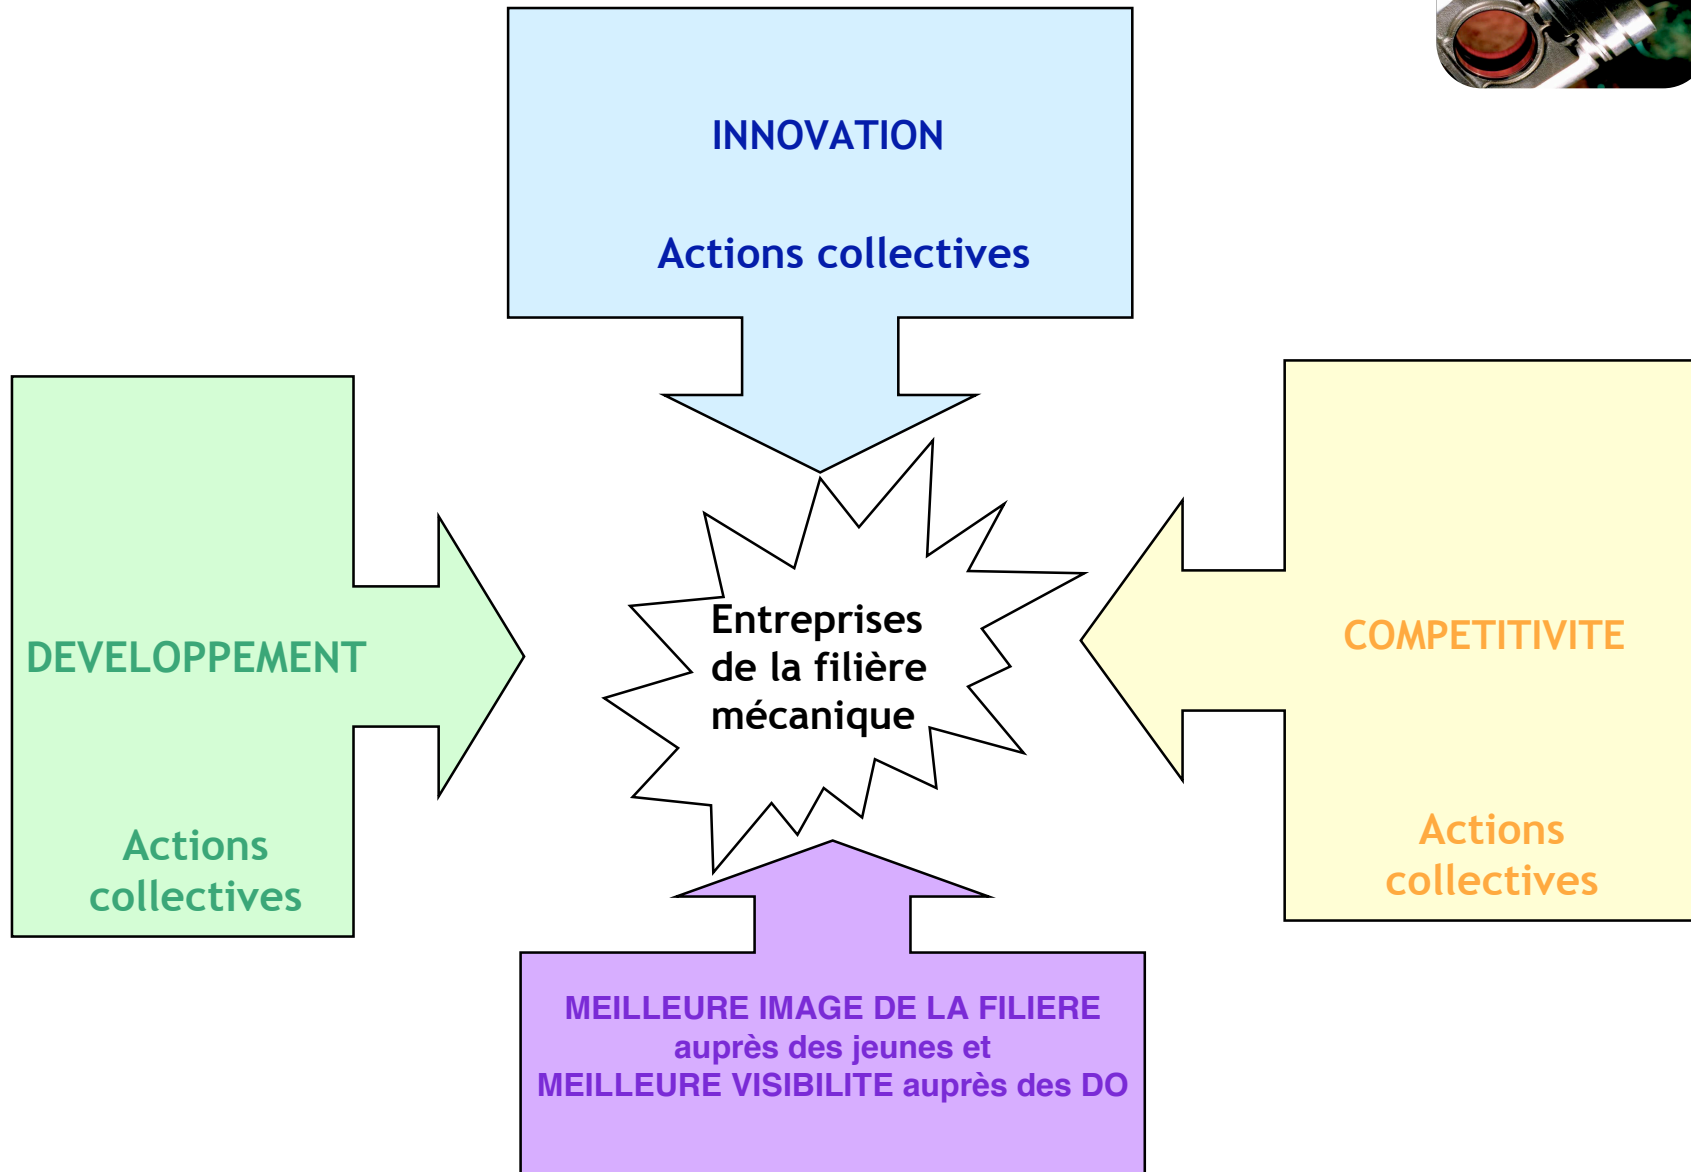 INNOVATION
Actions collectives
DEVELOPPEMENT
Actions
collectives
Entreprises
de la filière
mécanique
COMPETITIVITE
Actions
collectives
MEILLEURE IMAGE DE LA FILIERE
auprès des jeunes et
MEILLEURE VISIBILITE auprès des DO